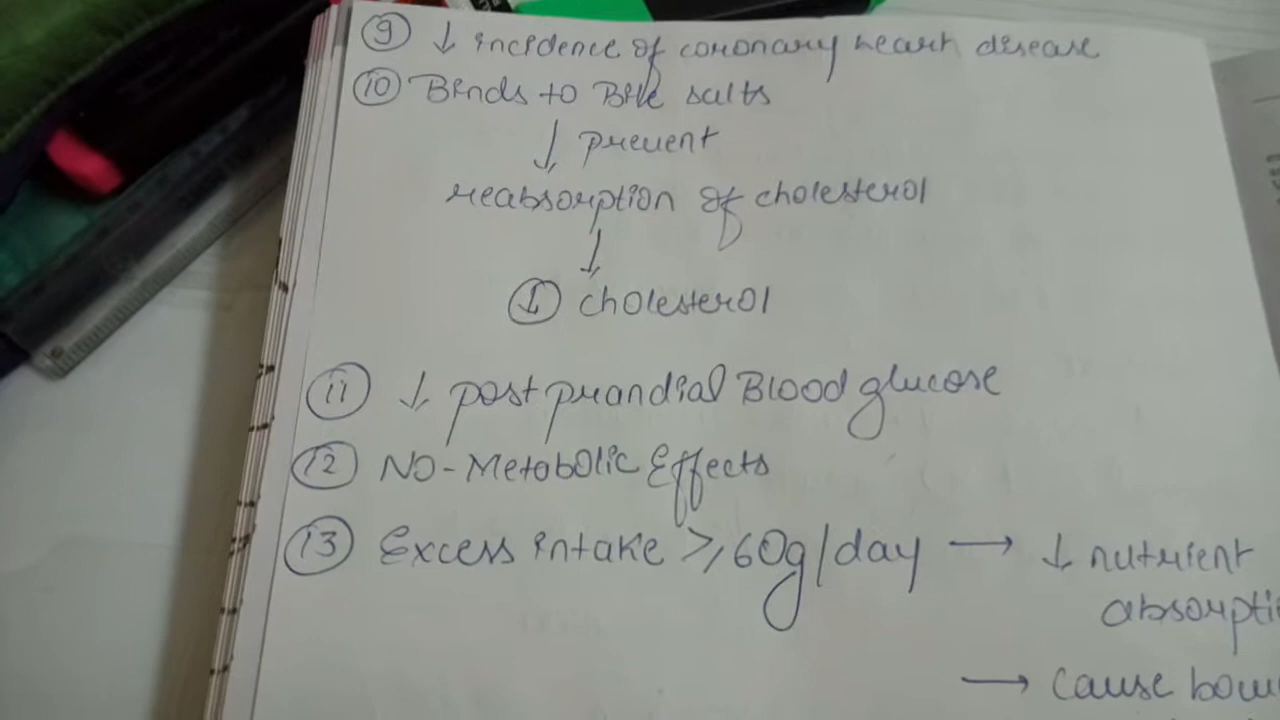 ⑨ ↓ incidence of coronary heart disease
⑩ Binds to Bile salts
↓ prevent
reabsorption of cholesterol
↓
Ⓘ cholesterol
⑪ ↓ post prandial Blood glucose
⑫ NO-Metabolic Effects
⑬ Excess intake ≥60g/day → ↓ nutrient
absorpti
→ cause bow